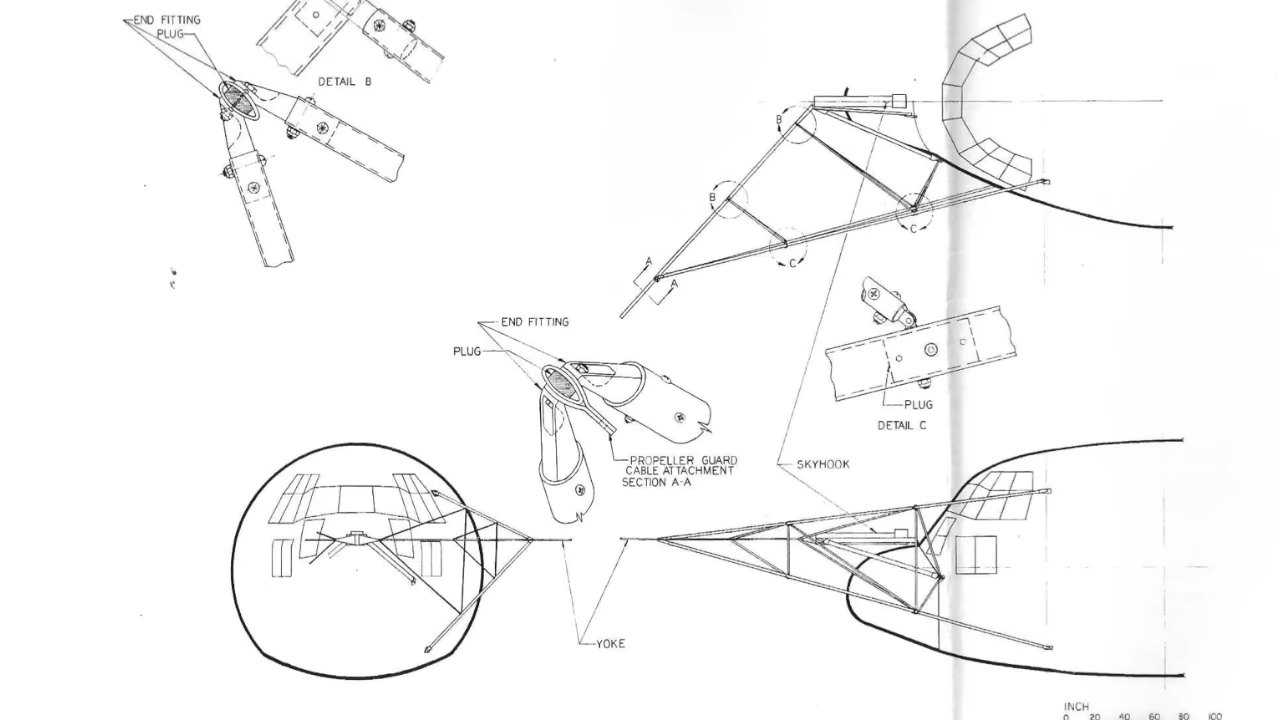 END FITTING
PLUG
DETAIL B
B
B
C
C
A
A
END FITTING
PLUG
PLUG
DETAIL C
PROPELLER GUARD
CABLE ATTACHMENT
SECTION A-A
SKYHOOK
YOKE
INCH
0 20 40 60 80 100